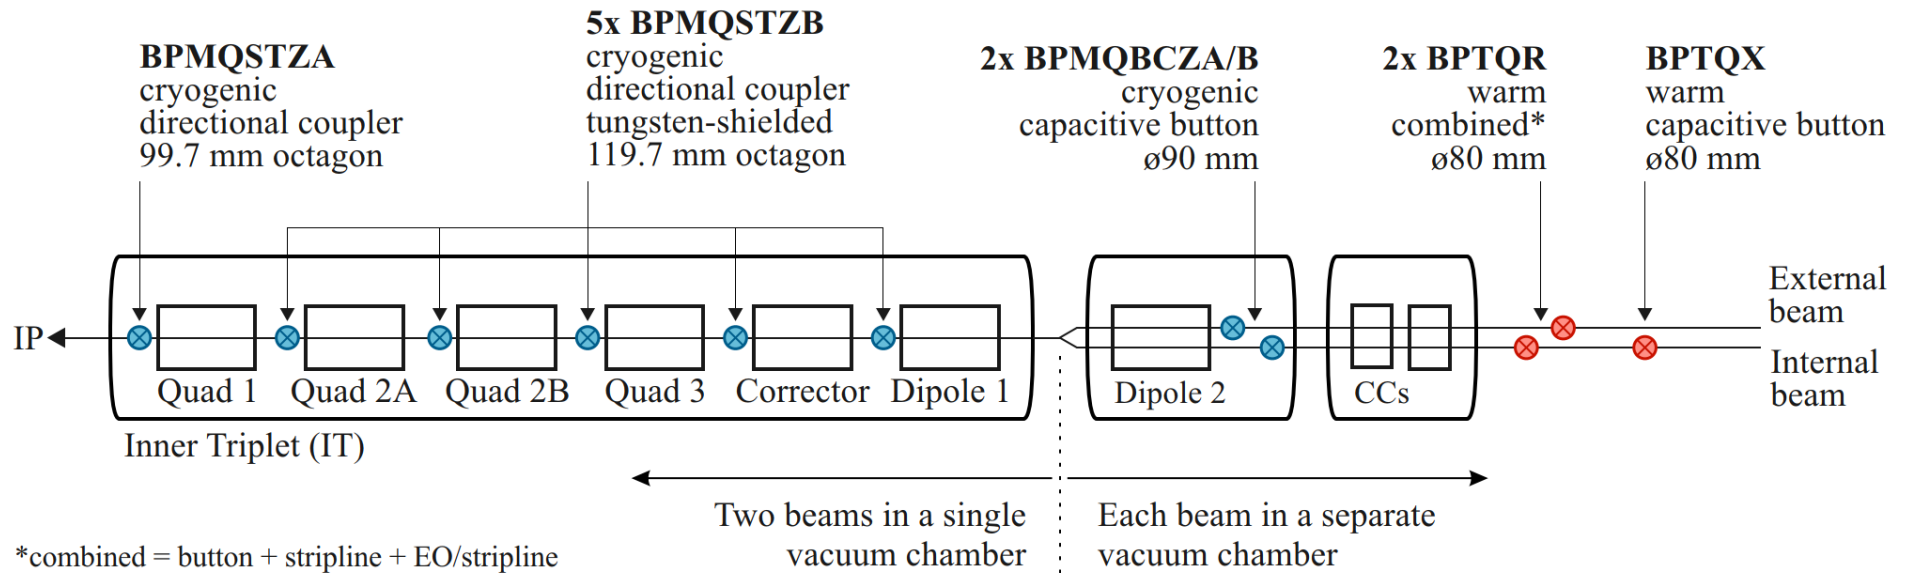 BPMQSTZA
cryogenic
directional coupler
99.7 mm octagon
5x BPMQSTZB
cryogenic
directional coupler
tungsten-shielded
119.7 mm octagon
2x BPMQBCZA/B
cryogenic
capacitive button
ø90 mm
2x BPTQR
warm
combined*
ø80 mm
BPTQX
warm
capacitive button
ø80 mm
External
beam
IP
Internal
beam
Quad 1
Quad 2A
Quad 2B
Quad 3
Corrector
Dipole 1
Dipole 2
CCs
Inner Triplet (IT)
Two beams in a single
vacuum chamber
Each beam in a separate
vacuum chamber
*combined = button + stripline + EO/stripline